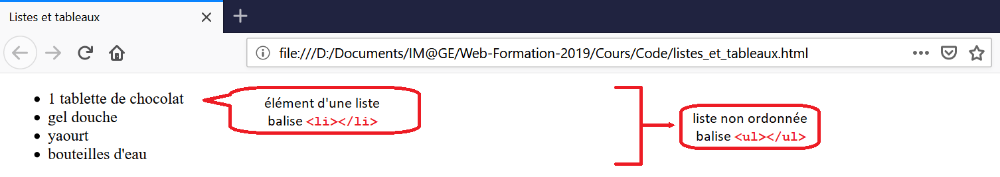 Listes et tableaux
file:///D:/Documents/IM@GE/Web-Formation-2019/Cours/Code/listes_et_tableaux.html
1 tablette de chocolat
gel douche
yaourt
bouteilles d'eau
élément d'une liste
balise <li></li>
liste non ordonnée
balise <ul></ul>